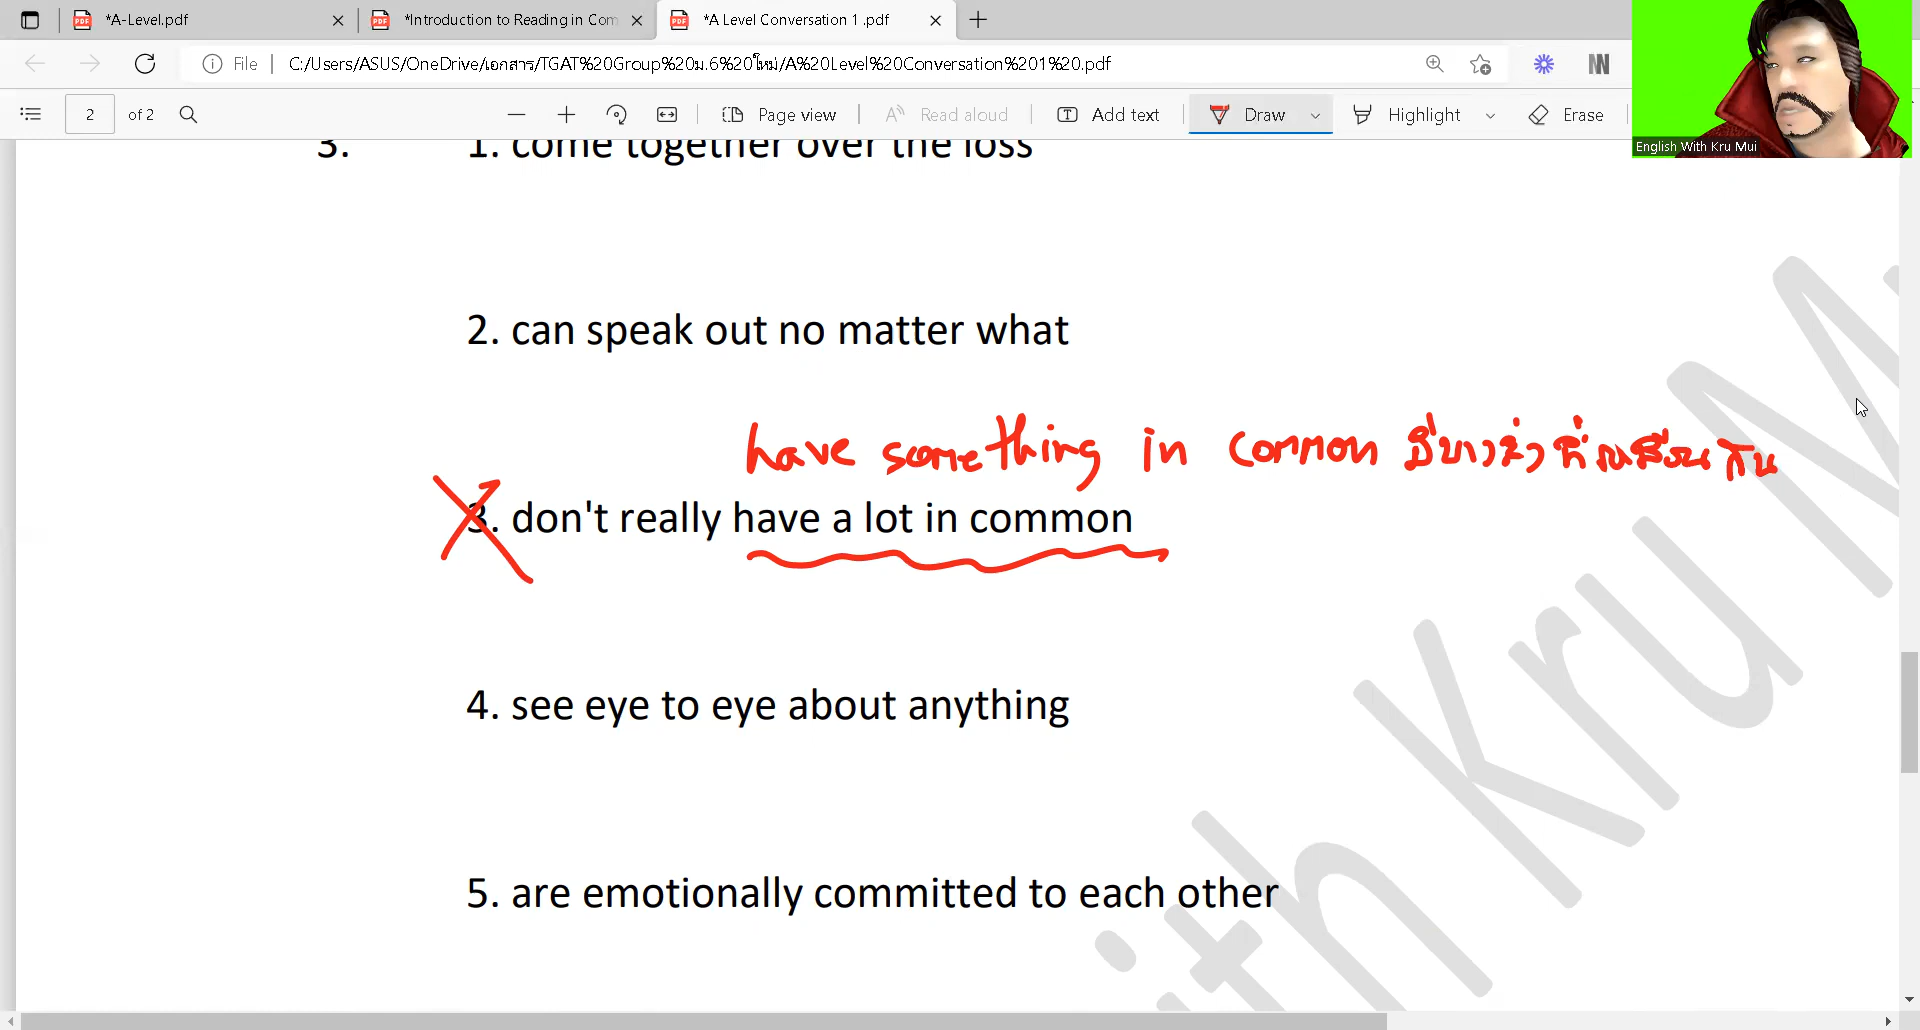 *A-Level.pdf
*Introduction to Reading in Com
*A Level Conversation 1 .pdf
File C:/Users/ASUS/OneDrive/เอกสาร/TGAT%20Group%20ม.6%20ใหม่/A%20Level%20Conversation%201%20.pdf
2 of 2 Page view Read aloud Add text Draw Highlight Erase
English With Kru Mui
3. 1. come together over the loss
2. can speak out no matter what
have something in common มีบางสิ่งที่เหมือนกัน
3. don't really have a lot in common
4. see eye to eye about anything
5. are emotionally committed to each other
ith Kru M